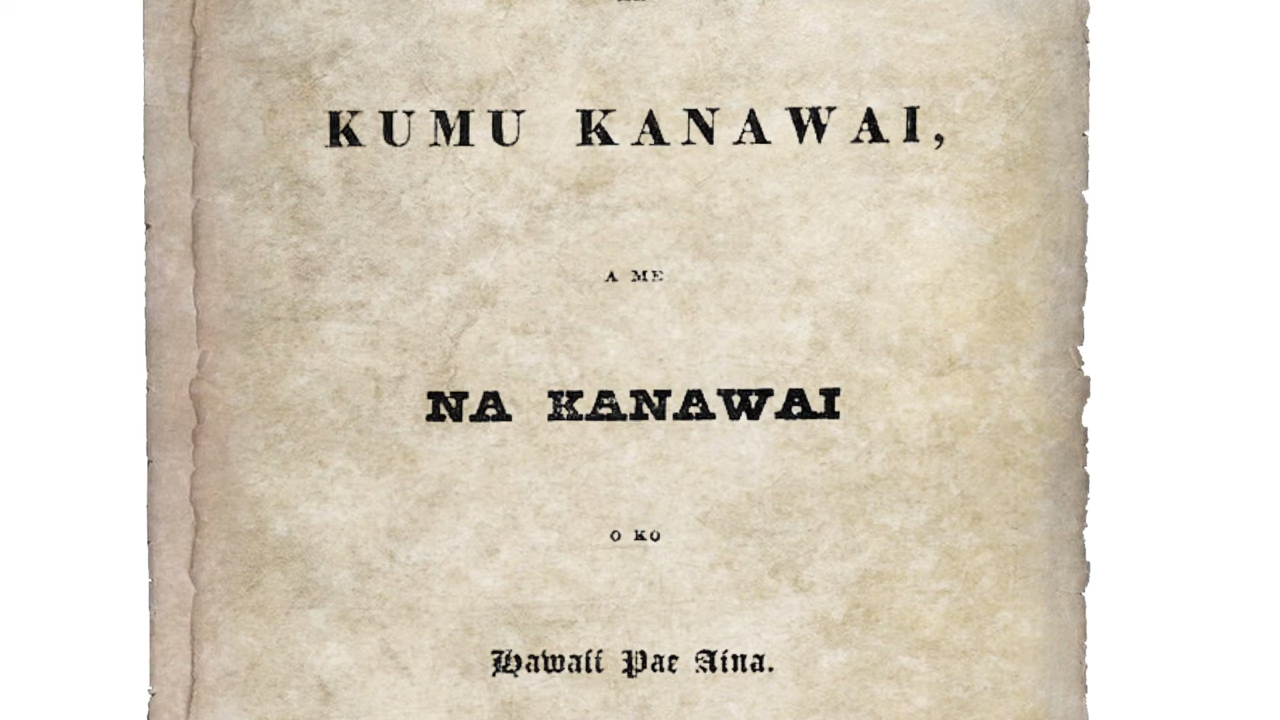 KUMU KANAWAI,
A ME
NA KANAWAI
O KO
Hawaii Pae Aina.